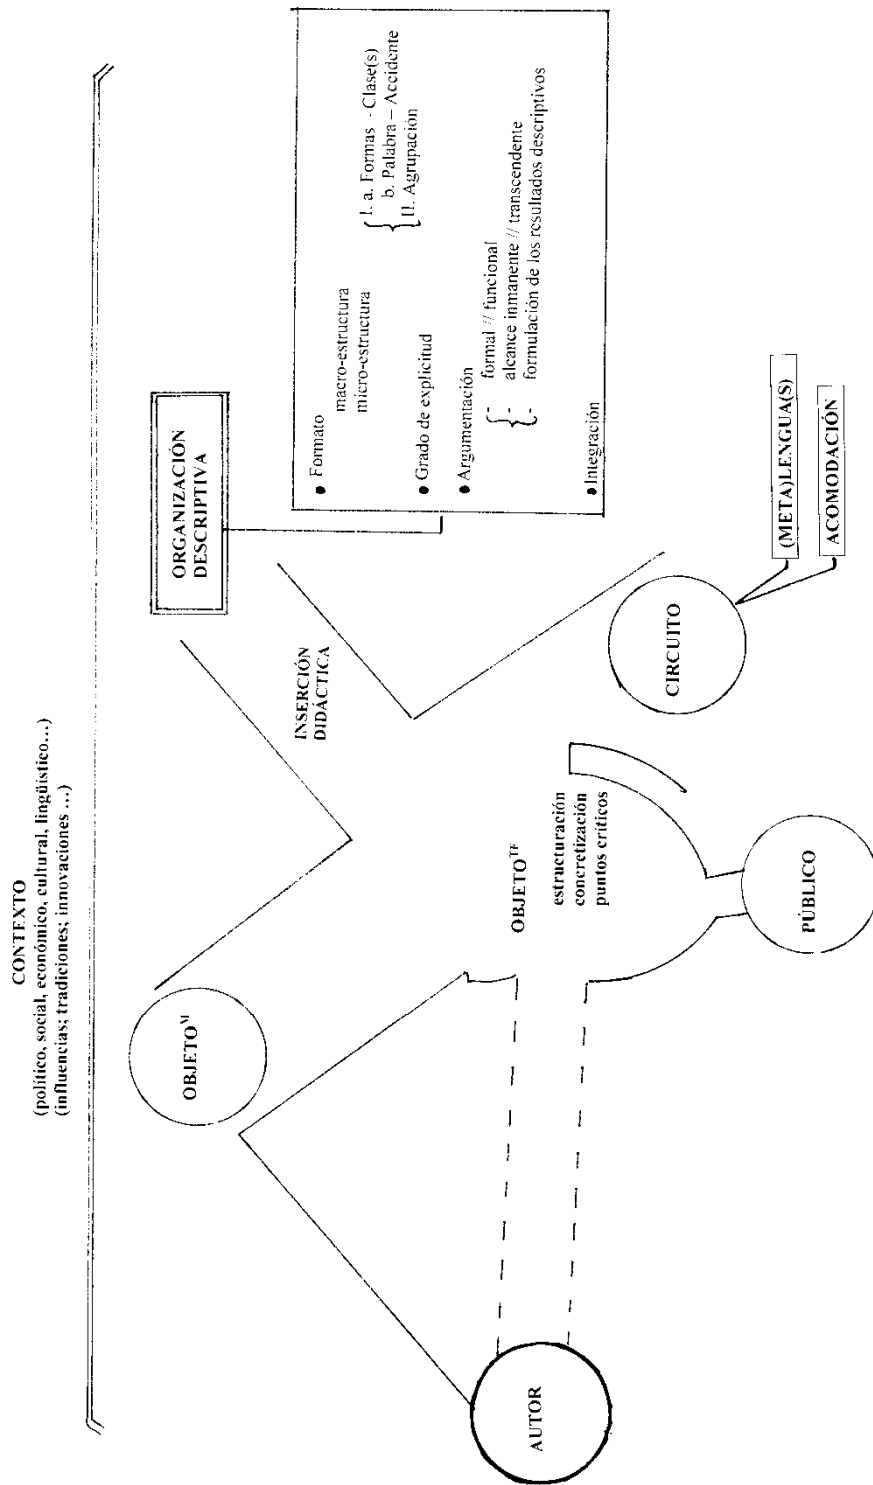 CONTEXTO
(político, social, económico, cultural, lingüístico...)
(influencias; tradiciones; innovaciones ...)
OBJETOᴹ
ORGANIZACIÓN
DESCRIPTIVA
INSERCIÓN
DIDÁCTICA
• Formato
macro-estructura
micro-estructura
I. a. Formas - Clase(s)
b. Palabra – Accidente
II. Agrupación
• Grado de explicitud
• Argumentación
- formal // funcional
- alcance inmanente // transcendente
- formulación de los resultados descriptivos
• Integración
AUTOR
OBJETOᵀᶠ
estructuración
concretización
puntos críticos
CIRCUITO
(META)LENGUA(S)
ACOMODACIÓN
PÚBLICO